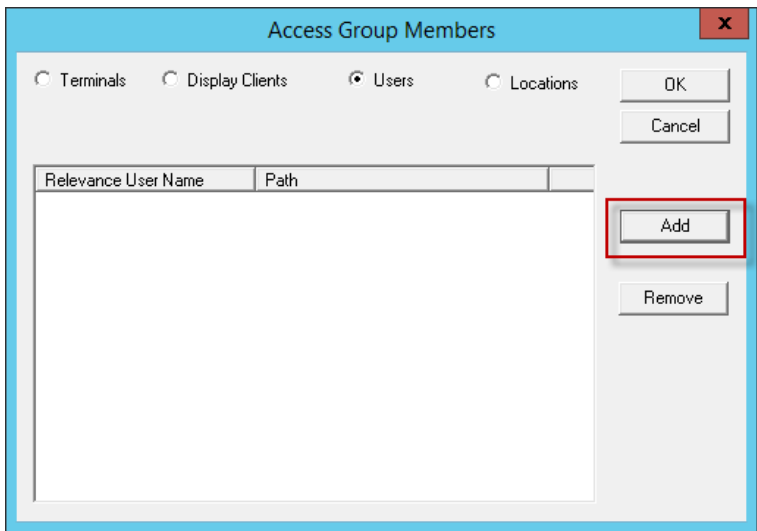 Access Group Members
x
Terminals Display Clients Users Locations
OK
Cancel
Relevance User Name Path
Add
Remove